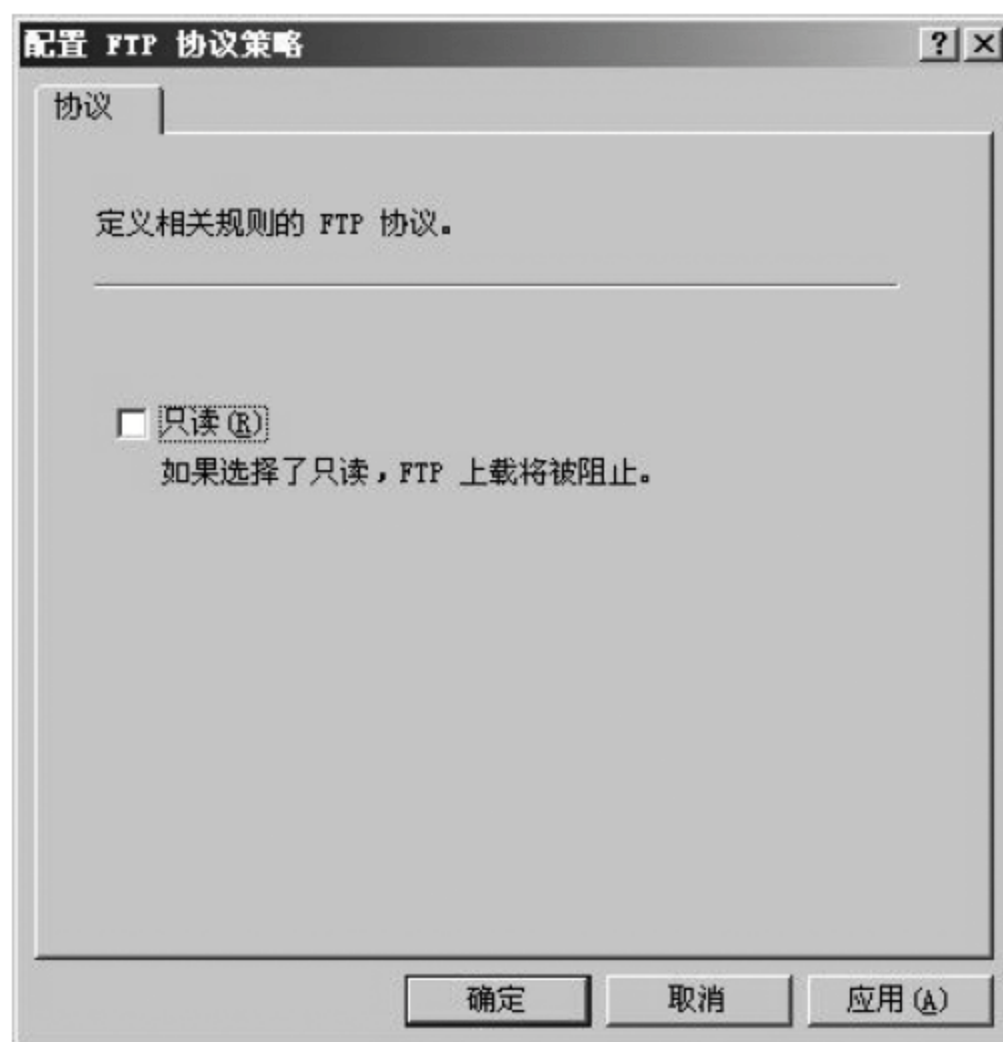 配置 FTP 协议策略
协议
定义相关规则的 FTP 协议。
只读(R)
如果选择了只读,FTP 上载将被阻止。
确定 取消 应用(A)